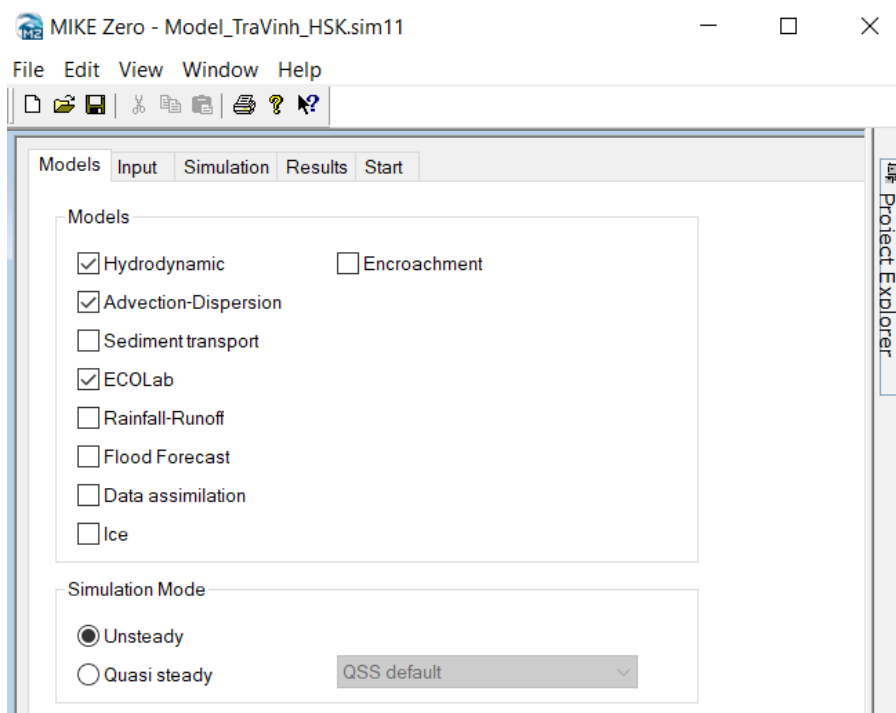 MIKE Zero - Model_TraVinh_HSK.sim11
File Edit View Window Help
Models Input Simulation Results Start
Project Explorer
Models
Hydrodynamic Encroachment
Advection-Dispersion
Sediment transport
ECOLab
Rainfall-Runoff
Flood Forecast
Data assimilation
Ice
Simulation Mode
Unsteady
Quasi steady QSS default